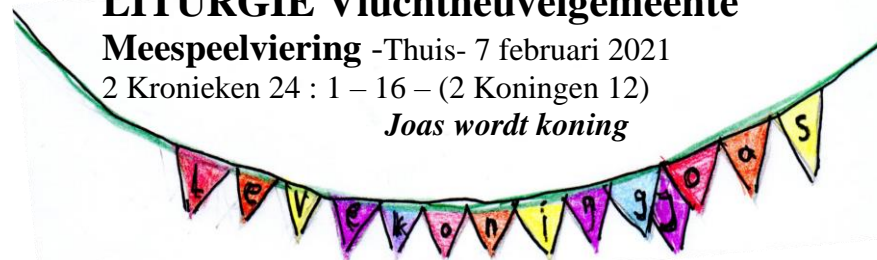 LITURGIE Vluchtheuvelgemeente
Meespeelviering -Thuis- 7 februari 2021
2 Kronieken 24 : 1 – 16 – (2 Koningen 12)
Joas wordt koning
Leve koning Joas